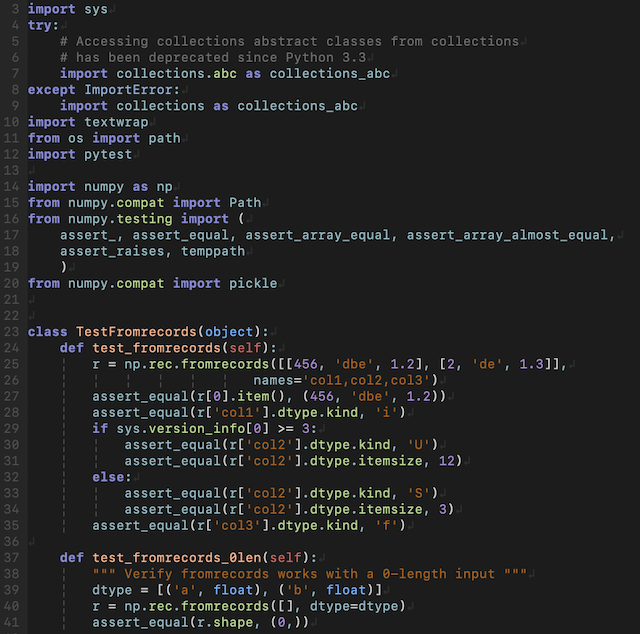 3 import sys
4 try:
5     # Accessing collections abstract classes from collections
6     # has been deprecated since Python 3.3
7     import collections.abc as collections_abc
8 except ImportError:
9     import collections as collections_abc
10 import textwrap
11 from os import path
12 import pytest
13
14 import numpy as np
15 from numpy.compat import Path
16 from numpy.testing import (
17     assert_, assert_equal, assert_array_equal, assert_array_almost_equal,
18     assert_raises, temppath
19     )
20 from numpy.compat import pickle
21
22
23 class TestFromrecords(object):
24     def test_fromrecords(self):
25         r = np.rec.fromrecords([[456, 'dbe', 1.2], [2, 'de', 1.3]],
26                             names='col1,col2,col3')
27         assert_equal(r[0].item(), (456, 'dbe', 1.2))
28         assert_equal(r['col1'].dtype.kind, 'i')
29         if sys.version_info[0] >= 3:
30             assert_equal(r['col2'].dtype.kind, 'U')
31             assert_equal(r['col2'].dtype.itemsize, 12)
32         else:
33             assert_equal(r['col2'].dtype.kind, 'S')
34             assert_equal(r['col2'].dtype.itemsize, 3)
35         assert_equal(r['col3'].dtype.kind, 'f')
36
37     def test_fromrecords_0len(self):
38         """ Verify fromrecords works with a 0-length input """
39         dtype = [('a', float), ('b', float)]
40         r = np.rec.fromrecords([], dtype=dtype)
41         assert_equal(r.shape, (0,))